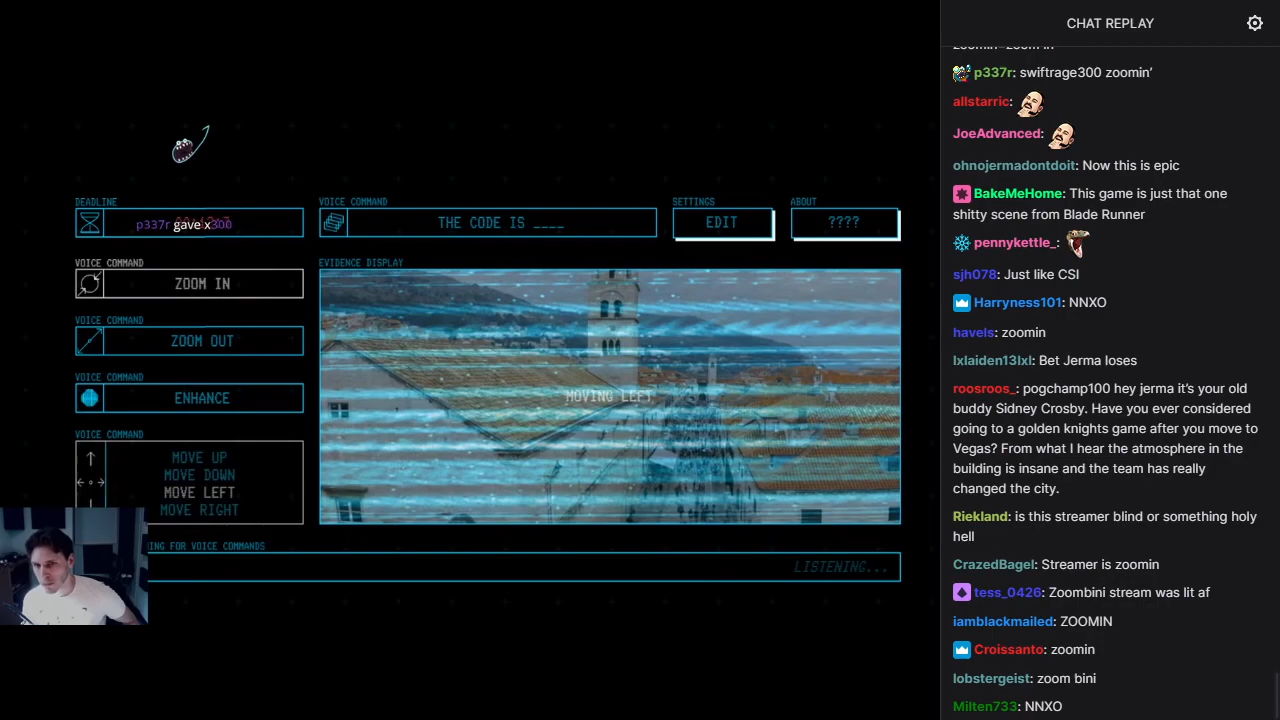 DEADLINE
p337r gave x300
VOICE COMMAND
THE CODE IS ____
SETTINGS
EDIT
ABOUT
????
VOICE COMMAND
ZOOM IN
VOICE COMMAND
ZOOM OUT
VOICE COMMAND
ENHANCE
VOICE COMMAND
MOVE UP
MOVE DOWN
MOVE LEFT
MOVE RIGHT
EVIDENCE DISPLAY
MOVING LEFT
FOR VOICE COMMANDS
LISTENING...
CHAT REPLAY
p337r: swiftrage300 zoomin’
allstarric:
JoeAdvanced:
ohnojermadontdoit: Now this is epic
BakeMeHome: This game is just that one
shitty scene from Blade Runner
pennykettle_:
sjh078: Just like CSI
Harryness101: NNXO
havels: zoomin
lxlaiden13lxl: Bet Jerma loses
roosroos_: pogchamp100 hey jerma it’s your old
buddy Sidney Crosby. Have you ever considered
going to a golden knights game after you move to
Vegas? From what I hear the atmosphere in the
building is insane and the team has really
changed the city.
Riekland: is this streamer blind or something holy
hell
CrazedBagel: Streamer is zoomin
tess_0426: Zoombini stream was lit af
iamblackmailed: ZOOMIN
Croissanto: zoomin
lobstergeist: zoom bini
Milten733: NNXO